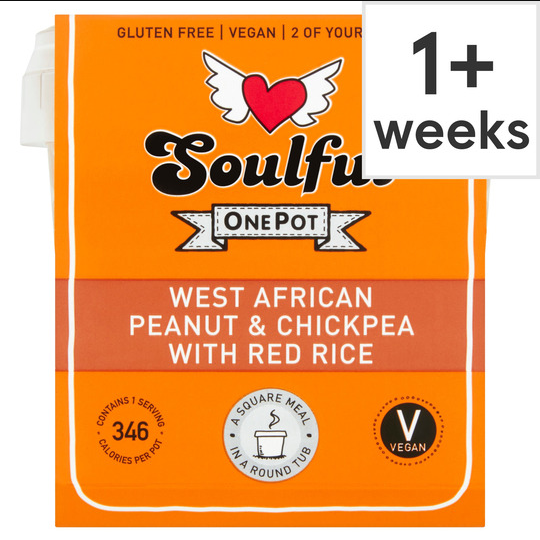 GLUTEN FREE | VEGAN | 2 OF YOUR
1+
weeks
Soulful
ONE POT
WEST AFRICAN
PEANUT & CHICKPEA
WITH RED RICE
CONTAINS 1 SERVING
346
CALORIES PER POT
A SQUARE MEAL
IN A ROUND TUB
V
VEGAN